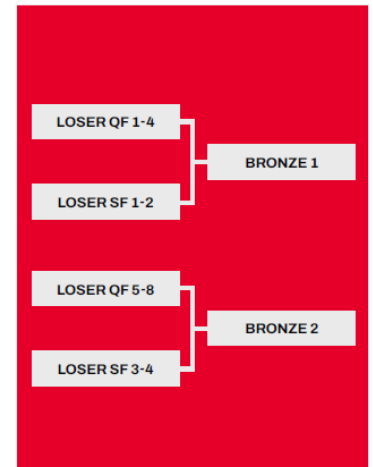 LOSER QF 1-4
BRONZE 1
LOSER SF 1-2
LOSER QF 5-8
BRONZE 2
LOSER SF 3-4